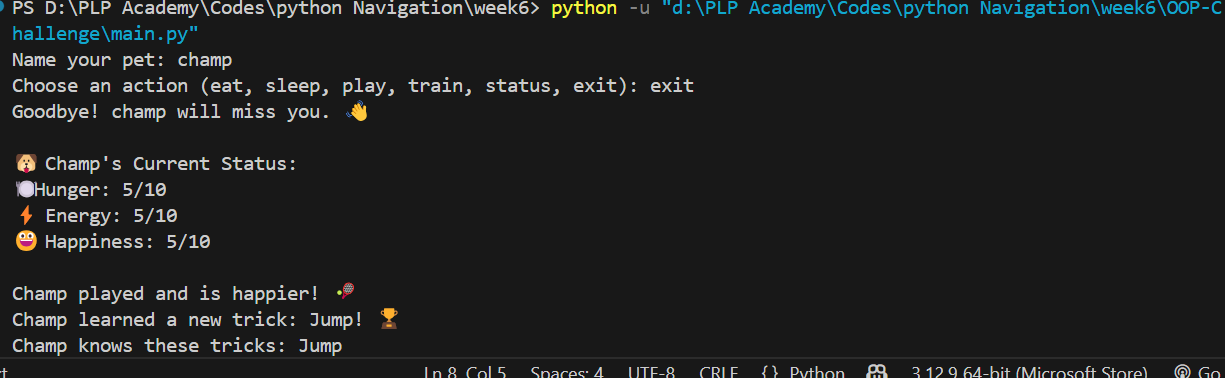 PS D:\PLP Academy\Codes\python Navigation\week6> python -u "d:\PLP Academy\Codes\python Navigation\week6\OOP-C
hallenge\main.py"
Name your pet: champ
Choose an action (eat, sleep, play, train, status, exit): exit
Goodbye! champ will miss you. 👋
🐶 Champ's Current Status:
🍽️Hunger: 5/10
⚡ Energy: 5/10
😀 Happiness: 5/10
Champ played and is happier! 🎾
Champ learned a new trick: Jump! 🏆
Champ knows these tricks: Jump
Ln 8, Col 5 Spaces: 4 UTF-8 CRLF {} Python 3.12.9 64-bit (Microsoft Store) Go